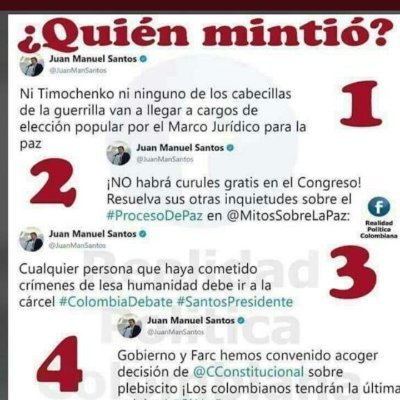 ¿Quién mintió?
Juan Manuel Santos
@JuanManSantos
Ni Timochenko ni ninguno de los cabecillas
de la guerrilla van a llegar a cargos de
elección popular por el Marco Jurídico para la
paz
1
Juan Manuel Santos
@JuanManSantos
2
¡NO habrá curules gratis en el Congreso!
Resuelva sus otras inquietudes sobre el
#ProcesoDePaz en @MitosSobreLaPaz:
f
Realidad
Política
Colombiana
Juan Manuel Santos
@JuanManSantos
Cualquier persona que haya cometido
crímenes de lesa humanidad debe ir a la
cárcel #ColombiaDebate #SantosPresidente
3
Juan Manuel Santos
@JuanManSantos
4
Gobierno y Farc hemos convenido acoger
decisión de @CConstitucional sobre
plebiscito ¡Los colombianos tendrán la última
Realidad
Política
Colombiana